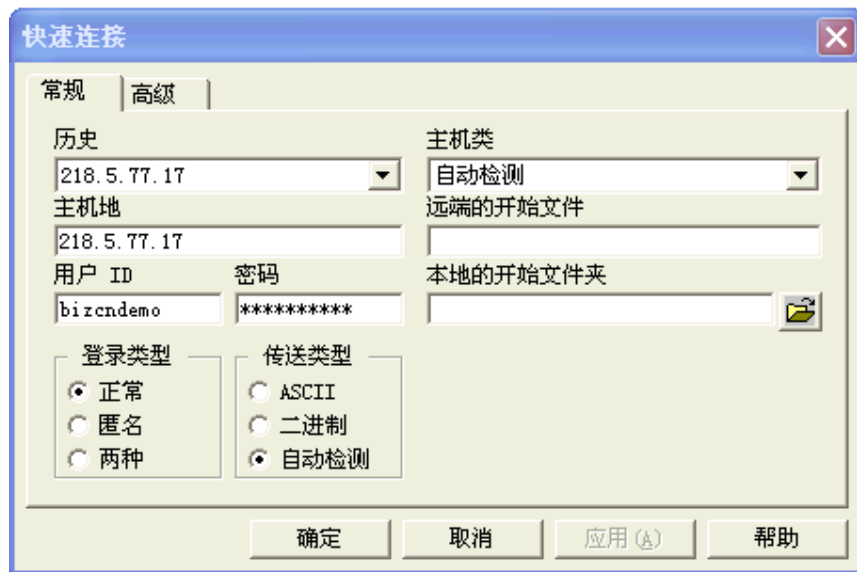 快速连接
常规 高级
历史 主机类
218.5.77.17 自动检测
主机地 远端的开始文件
218.5.77.17
用户 ID 密码 本地的开始文件夹
bizcndemo **********
登录类型 传送类型
正常 ASCII
匿名 二进制
两种 自动检测
确定 取消 应用(A) 帮助